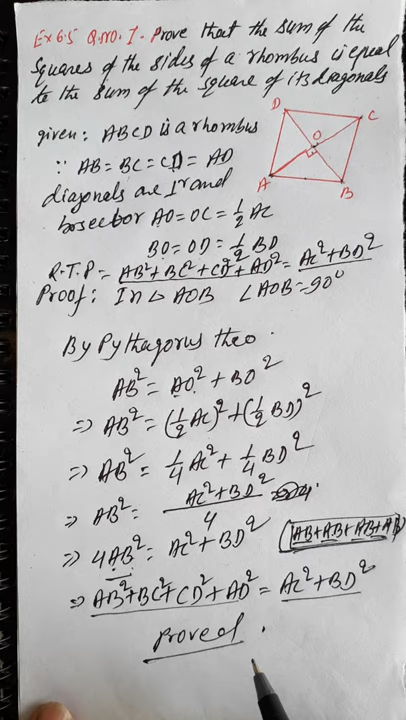 Ex 6.5 Q.NO. 1. Prove that the sum of the
squares of the sides of a rhombus is equal
to the sum of the square of its diagonals
given: ABCD is a rhombus
∵ AB = BC = CD = AD
diagonals are ⊥r and
bosector AO = OC = 1/2 AC
BO = OD = 1/2 BD
D
C
O
A
B
R.T.P = AB² + BC² + CD² + AD² = AC² + BD²
Proof: In △ AOB ∠AOB = 90°
By Pythagorus theo.
AB² = AO² + BO²
⇒ AB² = (1/2 AC)² + (1/2 BD)²
⇒ AB² = 1/4 AC² + 1/4 BD²
⇒ AB² = AC² + BD² / 4
⇒ 4AB² = AC² + BD² (AB + AB + AB + AB)
⇒ AB² + BC² + CD² + AD² = AC² + BD²
Proved.